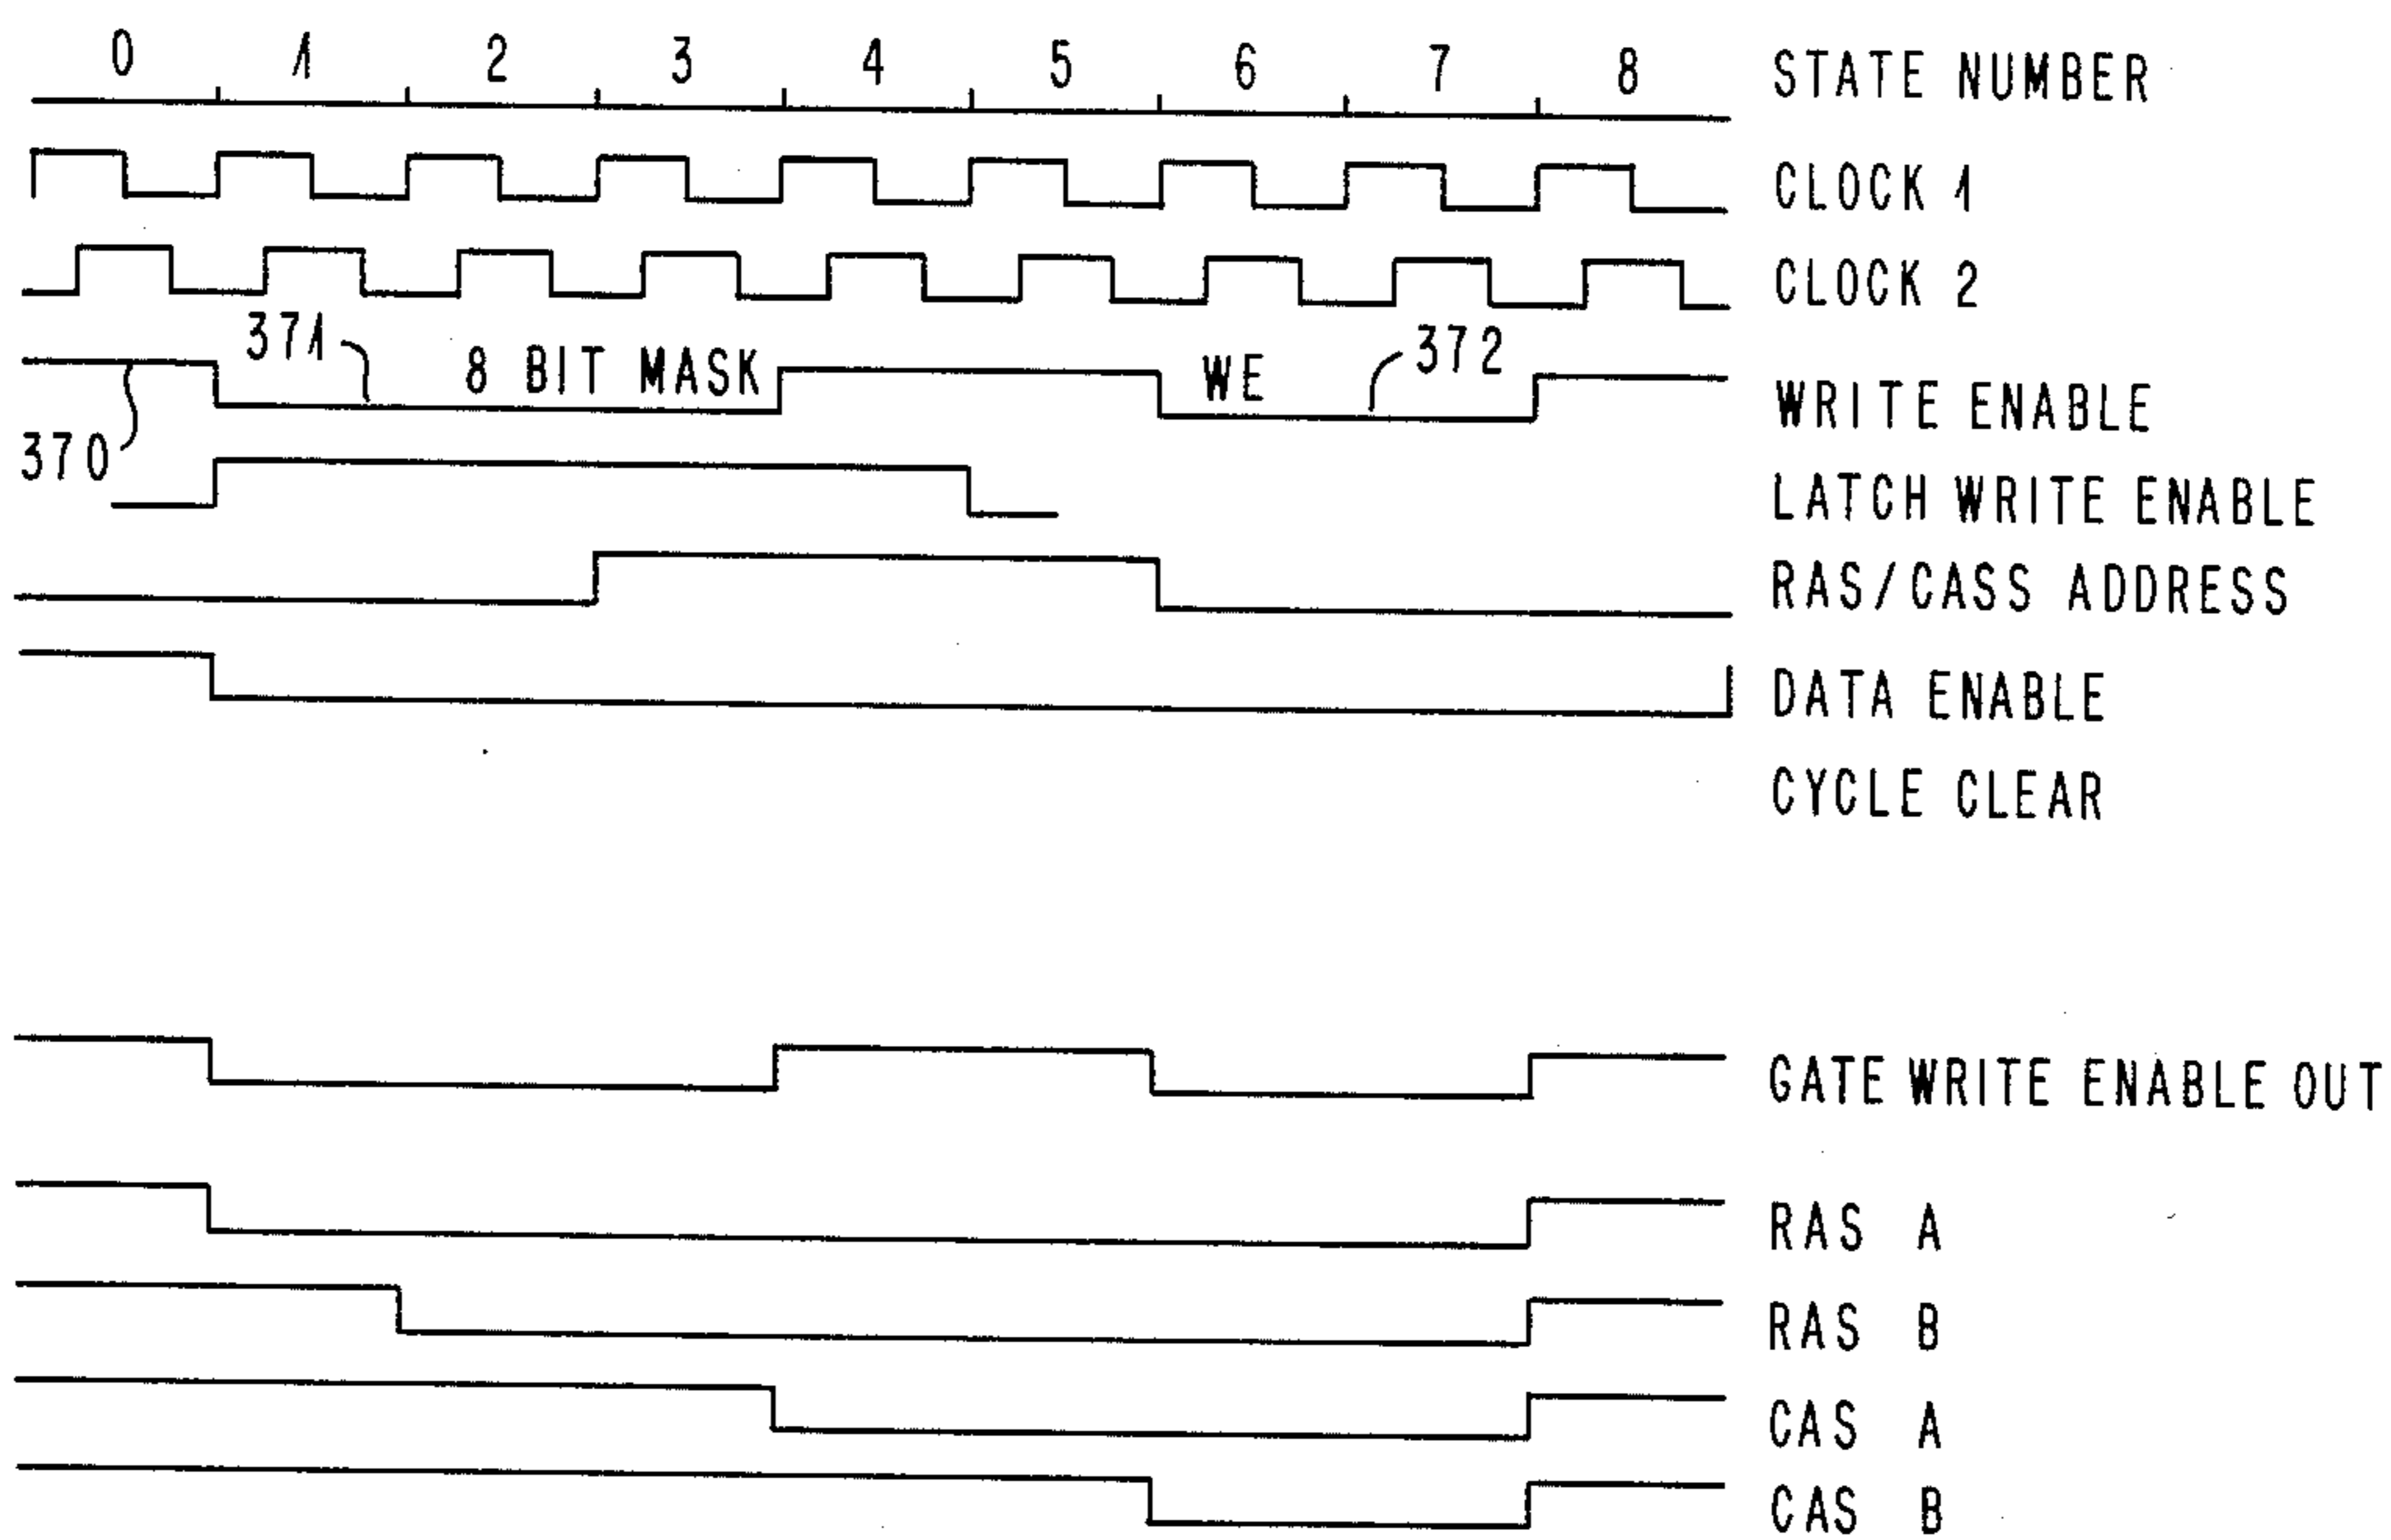 0 1 2 3 4 5 6 7 8 STATE NUMBER
CLOCK 1
CLOCK 2
371 8 BIT MASK WE 372
WRITE ENABLE
370
LATCH WRITE ENABLE
RAS/CASS ADDRESS
DATA ENABLE
CYCLE CLEAR
GATE WRITE ENABLE OUT
RAS A
RAS B
CAS A
CAS B